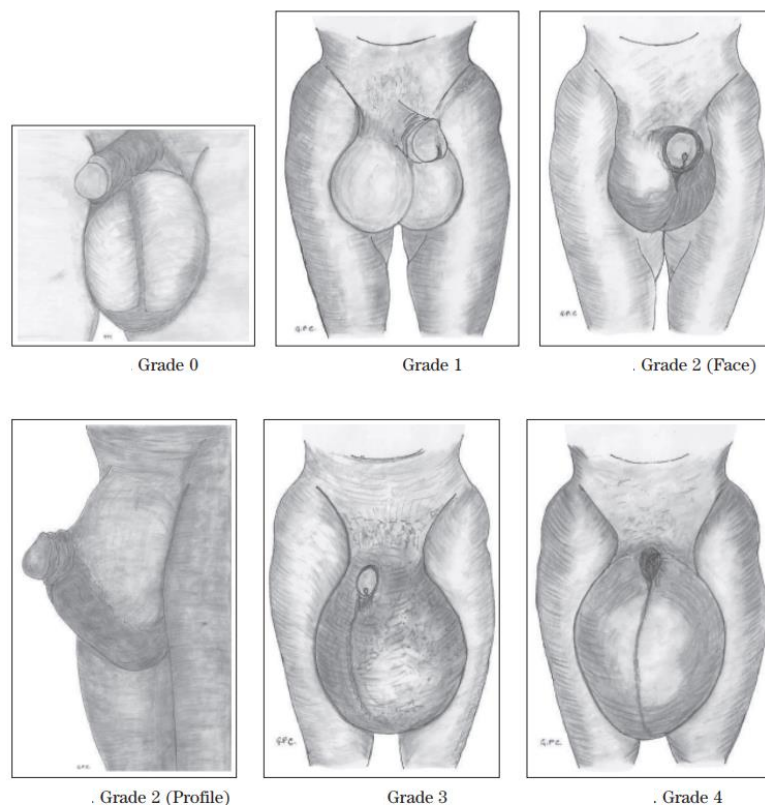 G.P.C.
G.P.C.
Grade 0
Grade 1
. Grade 2 (Face)
G.P.C.
G.P.C.
. Grade 2 (Profile)
Grade 3
. Grade 4